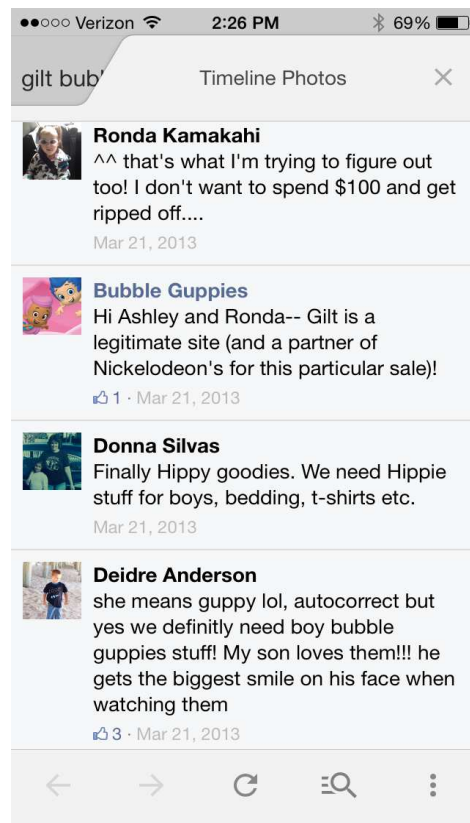 Verizon 2:26 PM 69%
gilt bub
Timeline Photos
Ronda Kamakahi
^^ that's what I'm trying to figure out
too! I don't want to spend $100 and get
ripped off....
Mar 21, 2013
Bubble Guppies
Hi Ashley and Ronda-- Gilt is a
legitimate site (and a partner of
Nickelodeon's for this particular sale)!
1 · Mar 21, 2013
Donna Silvas
Finally Hippy goodies. We need Hippie
stuff for boys, bedding, t-shirts etc.
Mar 21, 2013
Deidre Anderson
she means guppy lol, autocorrect but
yes we definitly need boy bubble
guppies stuff! My son loves them!!! he
gets the biggest smile on his face when
watching them
3 · Mar 21, 2013